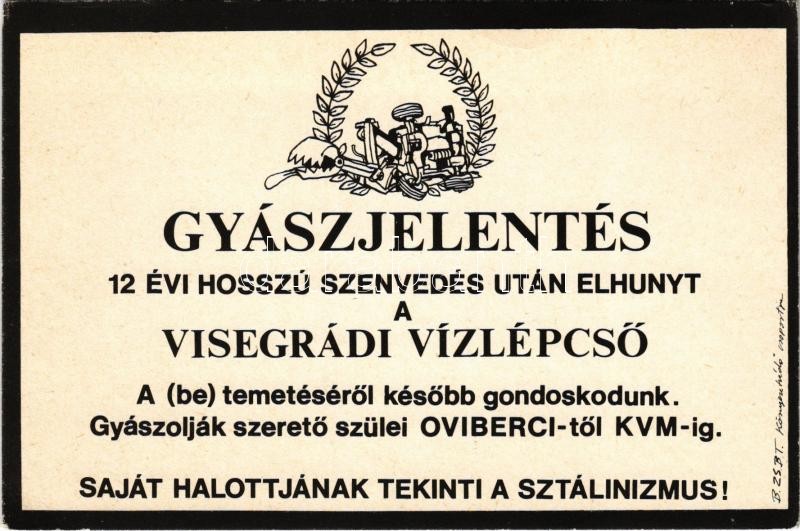 GYÁSZJELENTÉS
12 ÉVI HOSSZÚ SZENVEDÉS UTÁN ELHUNYT
A
VISEGRÁDI VÍZLÉPCSŐ
A (be) temetéséről később gondoskodunk.
Gyászolják szerető szülei OVIBERCI-től KVM-ig.
SAJÁT HALOTTJÁNAK TEKINTI A SZTÁLINIZMUS!
B. ZS. B. T.